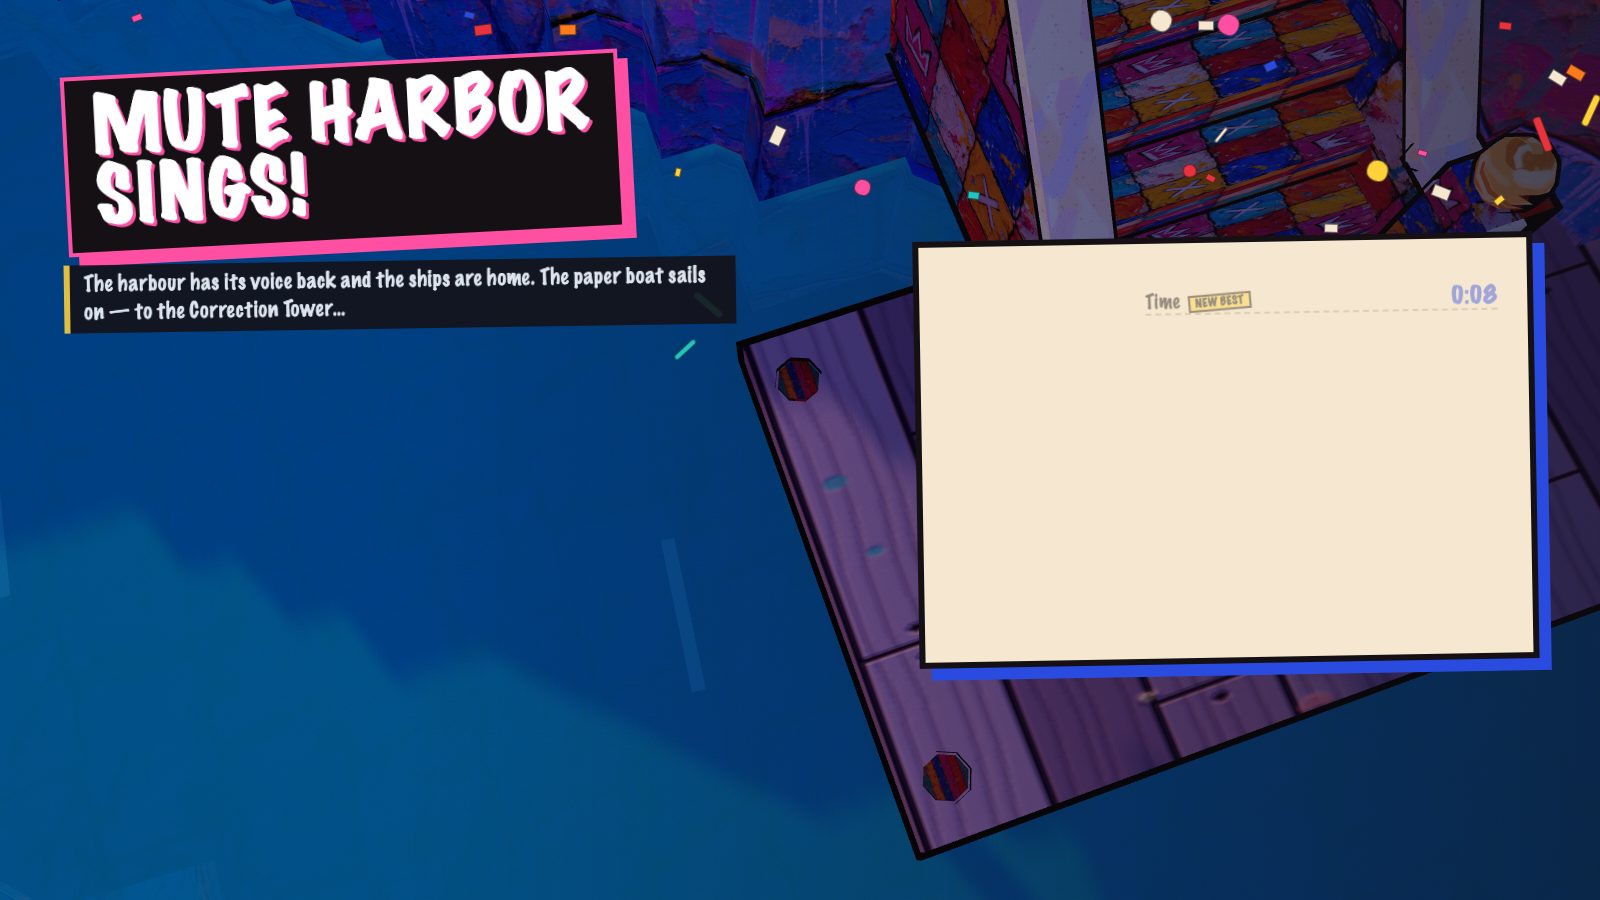 MUTE HARBOR
SINGS!
The harbour has its voice back and the ships are home. The paper boat sails
on — to the Correction Tower...
Time NEW BEST 0:08